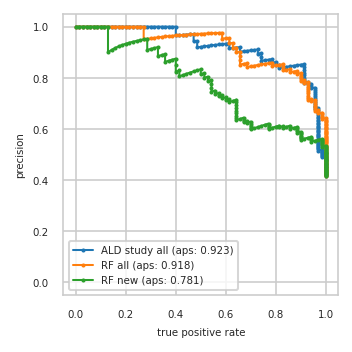 1.0
0.8
0.6
0.4
0.2
0.0
precision
ALD study all (aps: 0.923)
RF all (aps: 0.918)
RF new (aps: 0.781)
0.0 0.2 0.4 0.6 0.8 1.0
true positive rate